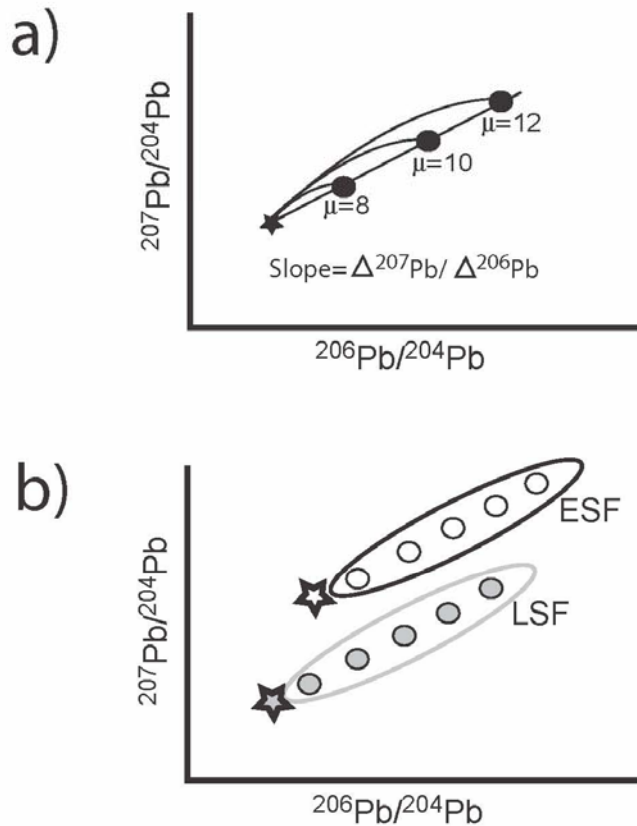 a)
²⁰⁷Pb/²⁰⁴Pb
μ=12
μ=10
μ=8
Slope= Δ²⁰⁷Pb/ Δ²⁰⁶Pb
²⁰⁶Pb/²⁰⁴Pb
b)
²⁰⁷Pb/²⁰⁴Pb
ESF
LSF
²⁰⁶Pb/²⁰⁴Pb